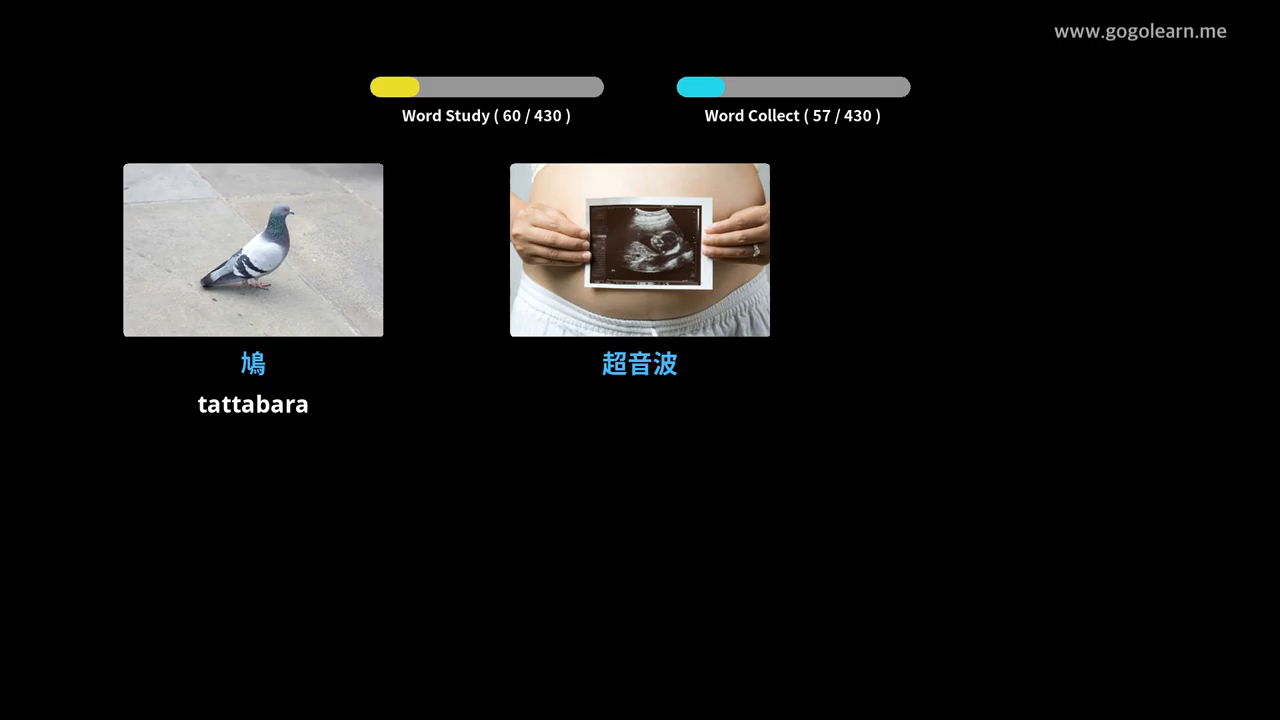 www.gogolearn.me
Word Study ( 60 / 430 )
Word Collect ( 57 / 430 )
鳩
超音波
tattabara